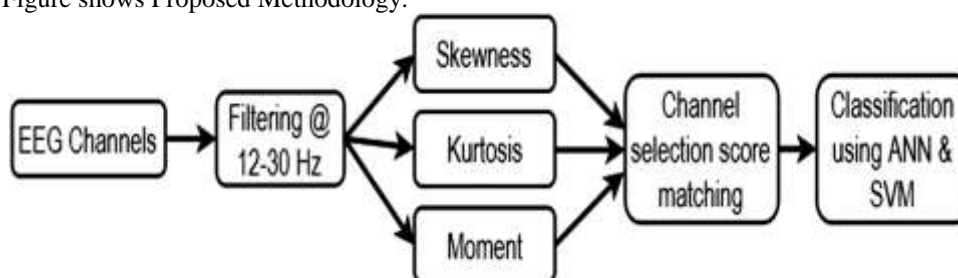 Figure shows Proposed Methodology.
EEG Channels
Filtering @
12-30 Hz
Skewness
Kurtosis
Moment
Channel
selection score
matching
Classification
using ANN &
SVM